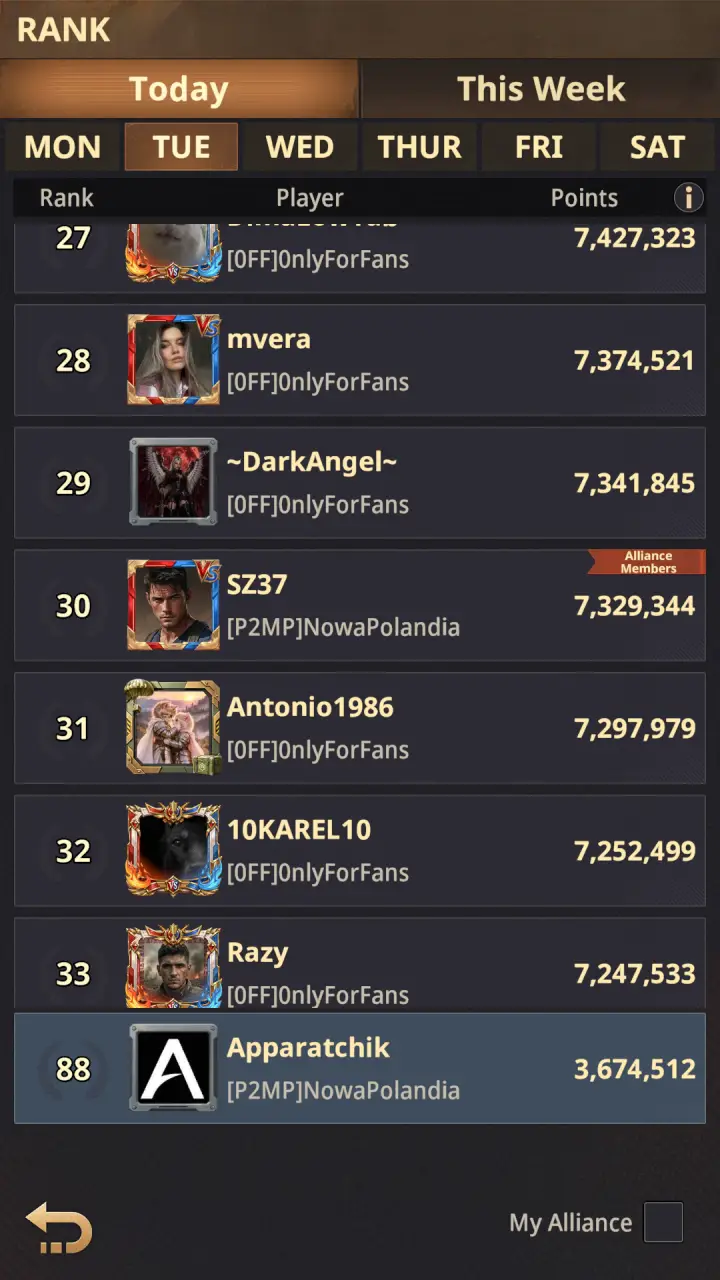 RANK
Today
This Week
MON
TUE
WED
THUR
FRI
SAT
Rank
Player
Points
27
[0FF]0nlyForFans
7,427,323
28
mvera
[0FF]0nlyForFans
7,374,521
29
~DarkAngel~
[0FF]0nlyForFans
7,341,845
Alliance
Members
30
SZ37
[P2MP]NowaPolandia
7,329,344
31
Antonio1986
[0FF]0nlyForFans
7,297,979
32
10KAREL10
[0FF]0nlyForFans
7,252,499
33
Razy
[0FF]0nlyForFans
7,247,533
88
Apparatchik
[P2MP]NowaPolandia
3,674,512
My Alliance